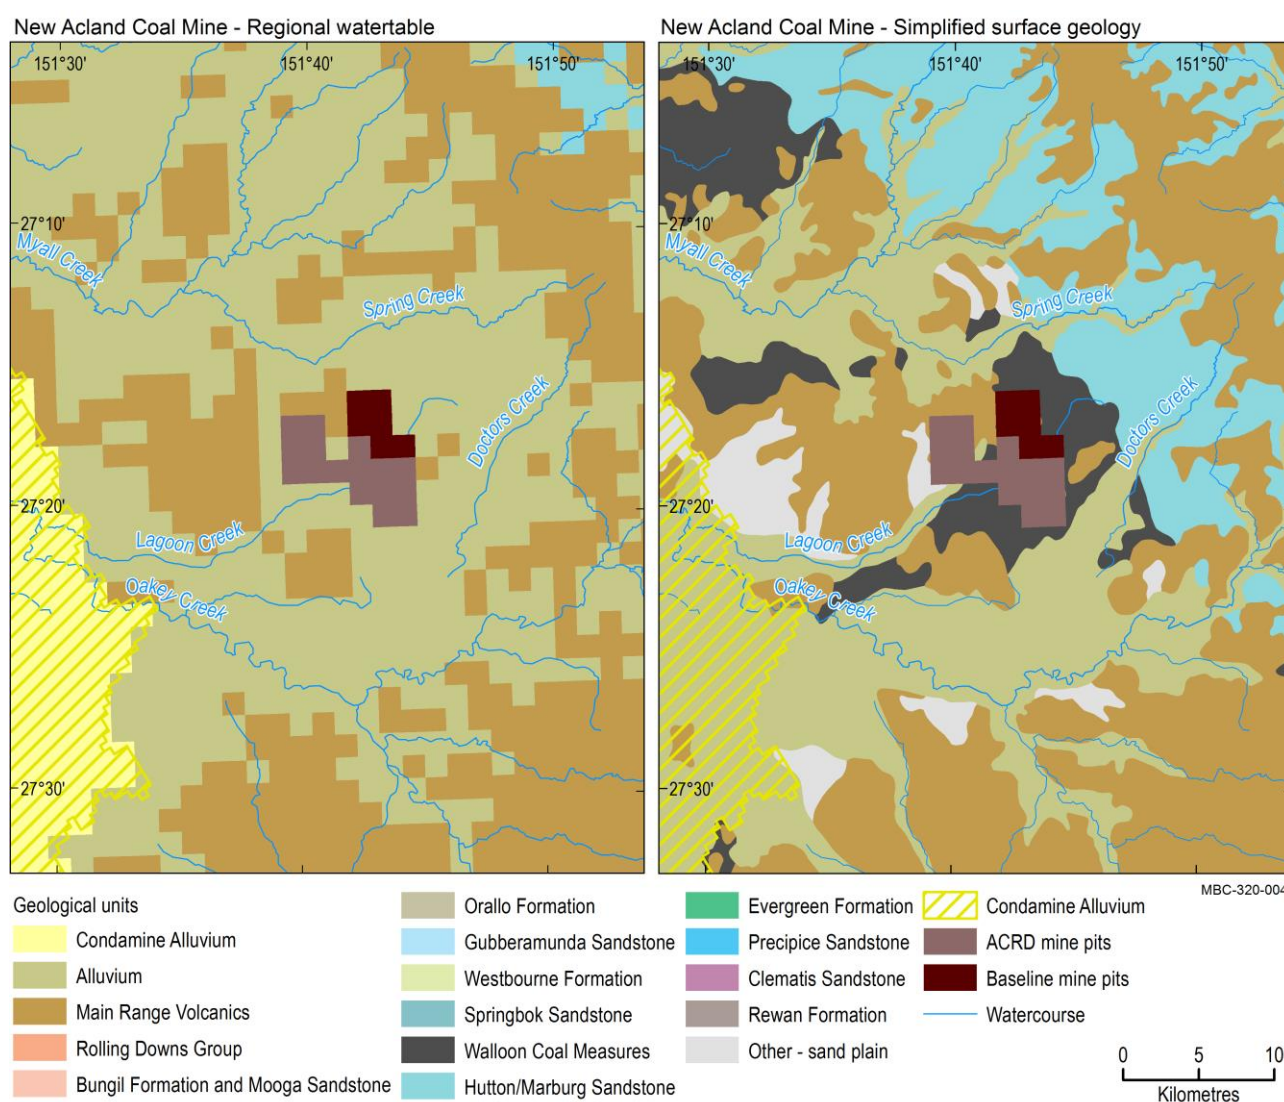 New Acland Coal Mine - Regional watertable
151°30'
151°40'
151°50'
27°10'
Myall Creek
Spring Creek
Doctors Creek
27°20'
Lagoon Creek
Oakey Creek
27°30'
New Acland Coal Mine - Simplified surface geology
151°30'
151°40'
151°50'
27°10'
Myall Creek
Spring Creek
Doctors Creek
27°20'
Lagoon Creek
Oakey Creek
27°30'
MBC-320-004
Geological units
Condamine Alluvium
Alluvium
Main Range Volcanics
Rolling Downs Group
Bungil Formation and Mooga Sandstone
Orallo Formation
Gubberamunda Sandstone
Westbourne Formation
Springbok Sandstone
Walloon Coal Measures
Hutton/Marburg Sandstone
Evergreen Formation
Precipice Sandstone
Clematis Sandstone
Rewan Formation
Other - sand plain
Condamine Alluvium
ACRD mine pits
Baseline mine pits
Watercourse
0 5 10
Kilometres